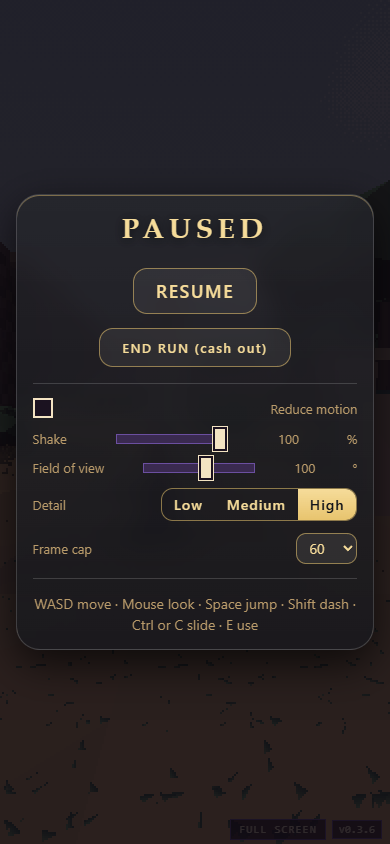 PAUSED
RESUME
END RUN (cash out)
Reduce motion
Shake 100 %
Field of view 100 °
Detail Low Medium High
Frame cap 60
WASD move · Mouse look · Space jump · Shift dash ·
Ctrl or C slide · E use
FULL SCREEN v0.3.6